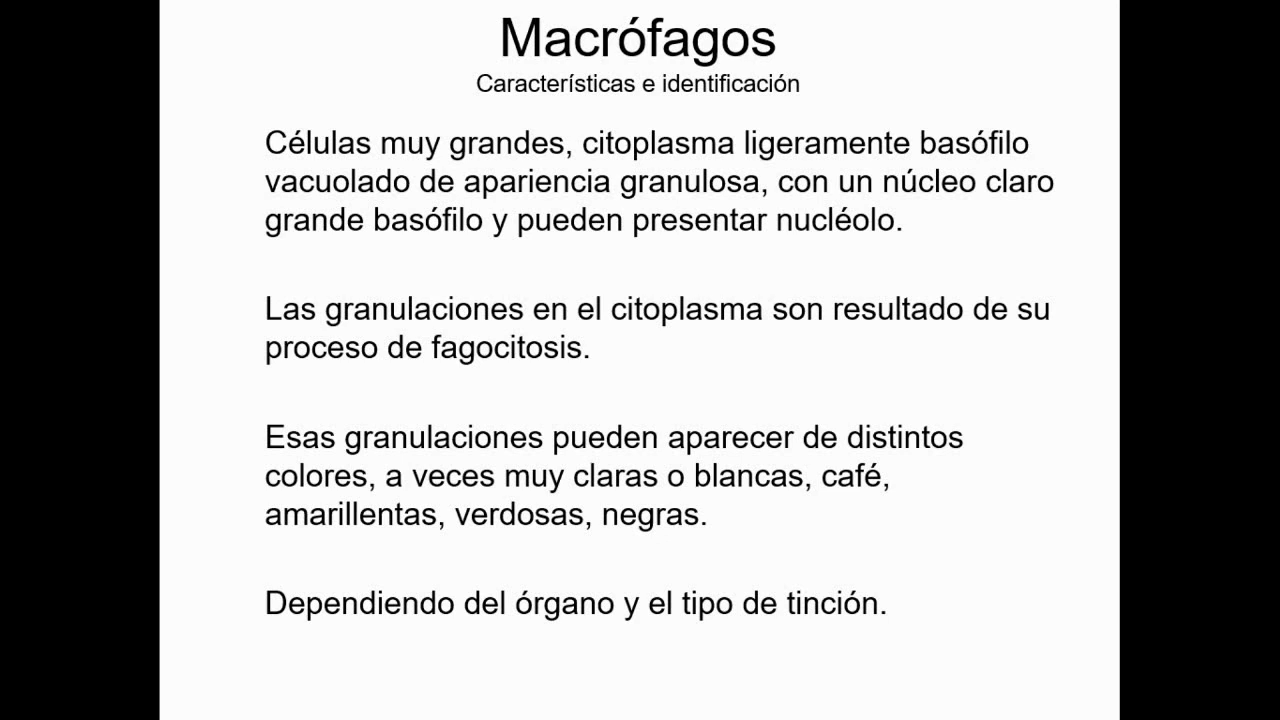 Macrófagos
Características e identificación
Células muy grandes, citoplasma ligeramente basófilo
vacuolado de apariencia granulosa, con un núcleo claro
grande basófilo y pueden presentar nucléolo.
Las granulaciones en el citoplasma son resultado de su
proceso de fagocitosis.
Esas granulaciones pueden aparecer de distintos
colores, a veces muy claras o blancas, café,
amarillentas, verdosas, negras.
Dependiendo del órgano y el tipo de tinción.